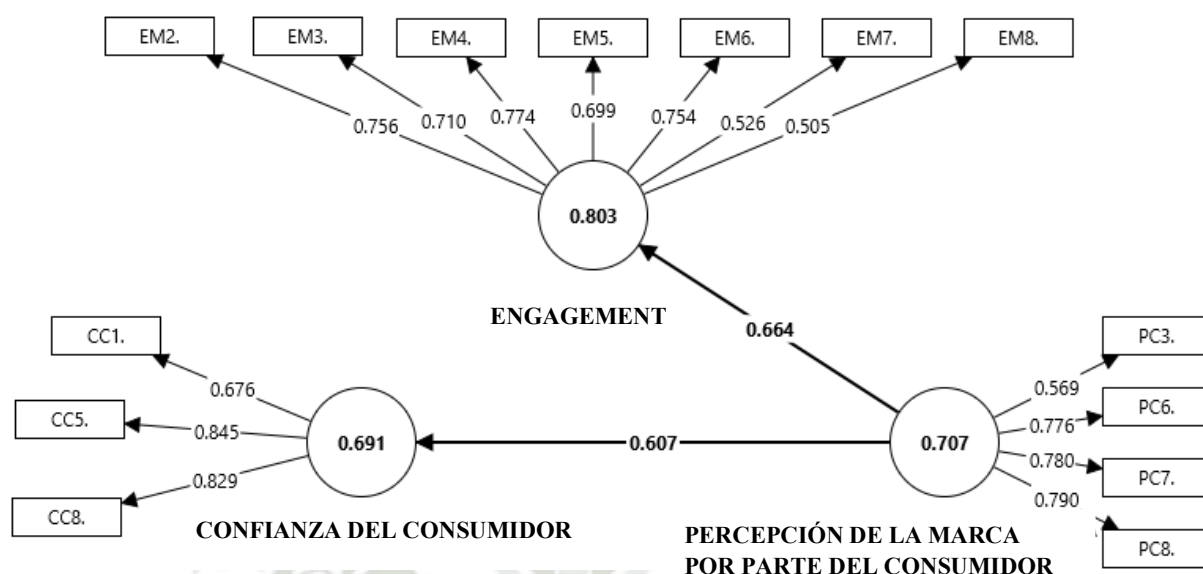 EM2.
EM3.
EM4.
EM5.
EM6.
EM7.
EM8.
0.756
0.710
0.774
0.699
0.754
0.526
0.505
0.803
ENGAGEMENT
0.664
CC1.
CC5.
CC8.
0.676
0.845
0.829
0.691
0.607
0.707
0.569
0.776
0.780
0.790
PC3.
PC6.
PC7.
PC8.
CONFIANZA DEL CONSUMIDOR
PERCEPCIÓN DE LA MARCA
POR PARTE DEL CONSUMIDOR